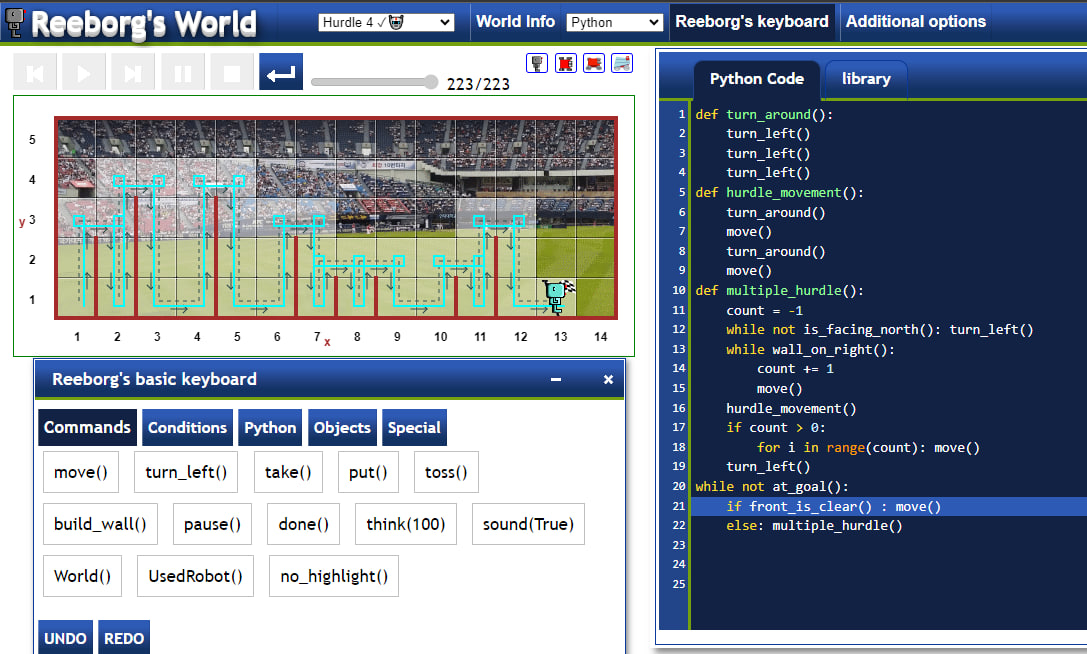 Reeborg's World
Hurdle 4 ✓
World Info
Python
Reeborg's keyboard
Additional options
223/223
5
4
y 3
2
1
1 2 3 4 5 6 7 x 8 9 10 11 12 13 14
Reeborg's basic keyboard
Commands Conditions Python Objects Special
move() turn_left() take() put() toss()
build_wall() pause() done() think(100) sound(True)
World() UsedRobot() no_highlight()
UNDO REDO
Python Code library
1 def turn_around():
2     turn_left()
3     turn_left()
4     turn_left()
5 def hurdle_movement():
6     turn_around()
7     move()
8     turn_around()
9     move()
10 def multiple_hurdle():
11     count = -1
12     while not is_facing_north(): turn_left()
13     while wall_on_right():
14         count += 1
15         move()
16     hurdle_movement()
17     if count > 0:
18         for i in range(count): move()
19     turn_left()
20 while not at_goal():
21     if front_is_clear() : move()
22     else: multiple_hurdle()
23
24
25